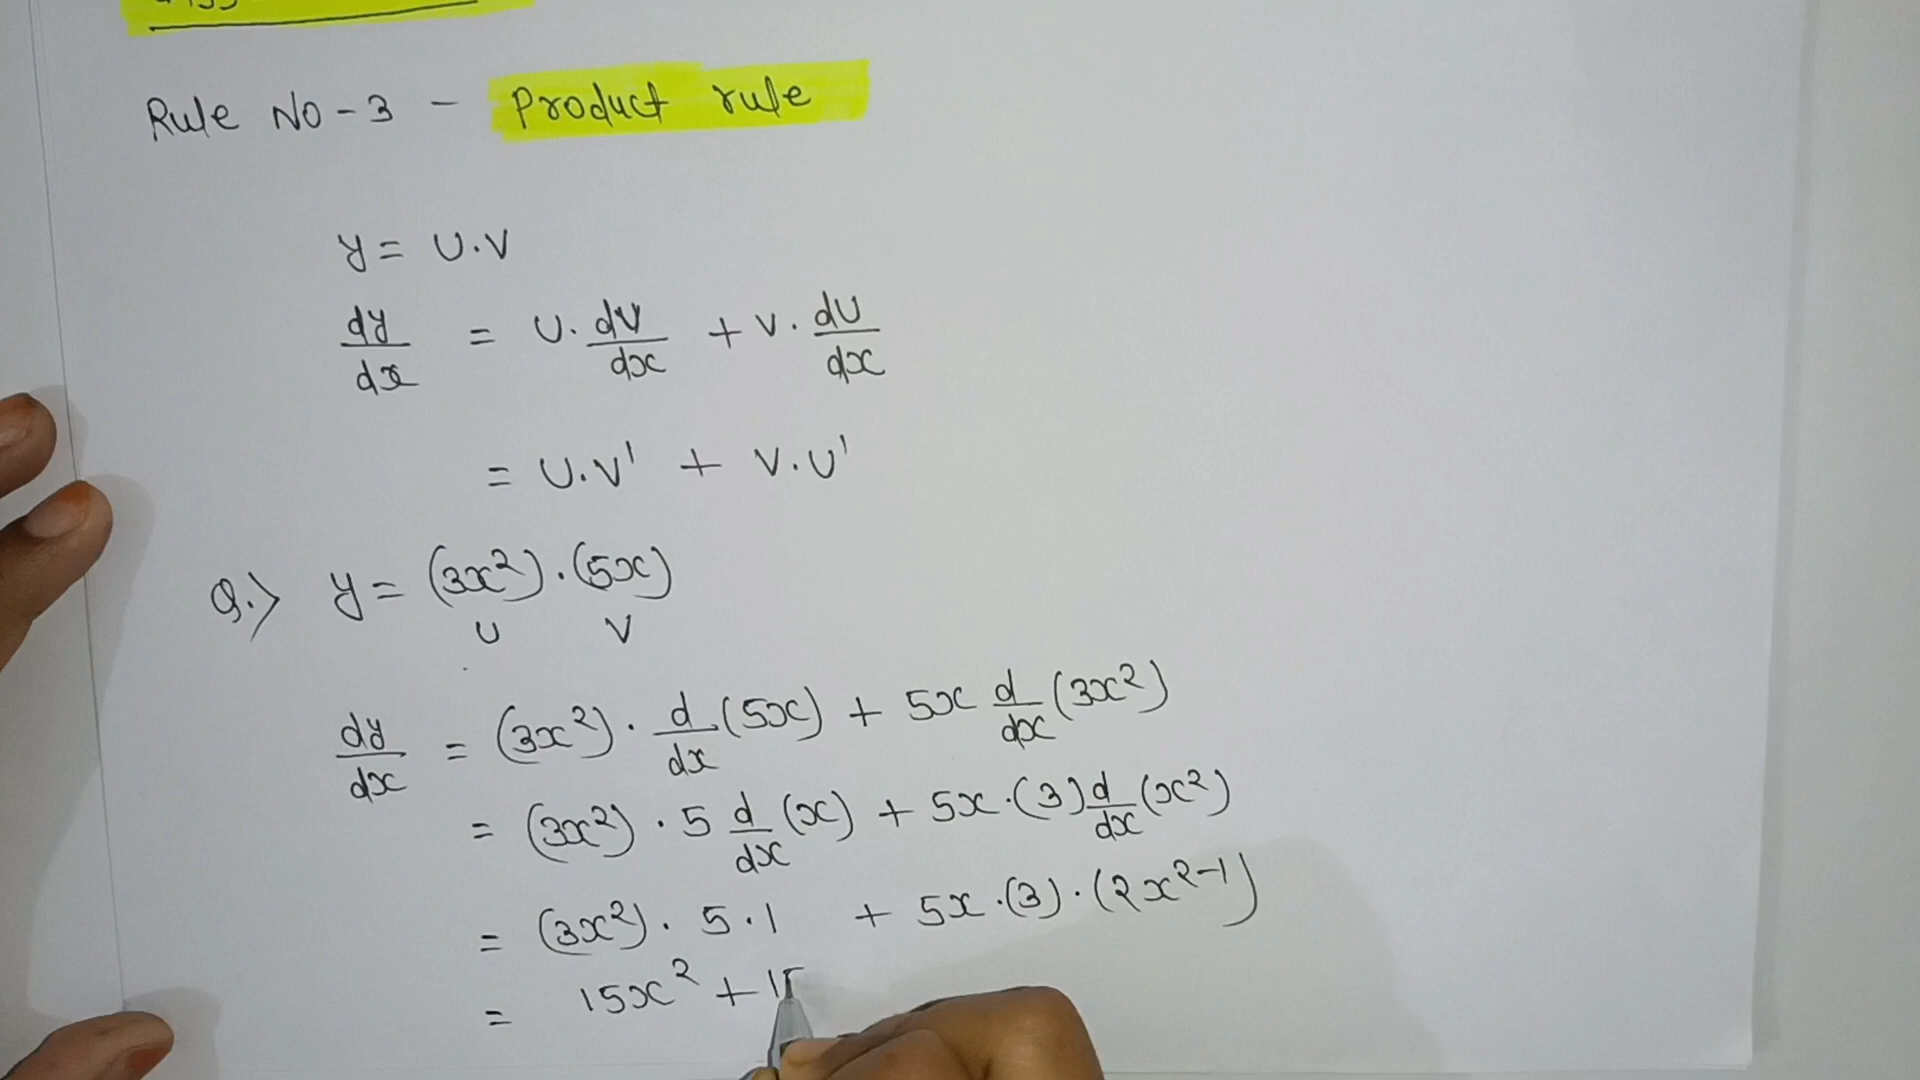 Rule No-3 - Product rule
y = U.V
dy/dx = U. dV/dx + V. dU/dx
= U.V' + V.U'
Q.> y = (3x²).(5x)
U V
dy/dx = (3x²). d/dx (5x) + 5x d/dx (3x²)
= (3x²) . 5 d/dx (x) + 5x.(3) d/dx (x²)
= (3x²). 5.1 + 5x.(3).(2x²⁻¹)
= 15x² + 15